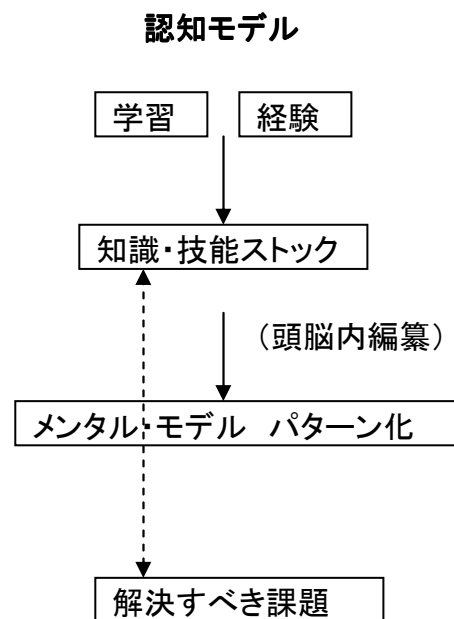 認知モデル
学習 経験
知識・技能ストック
（頭脳内編纂）
メンタル・モデル パターン化
解決すべき課題